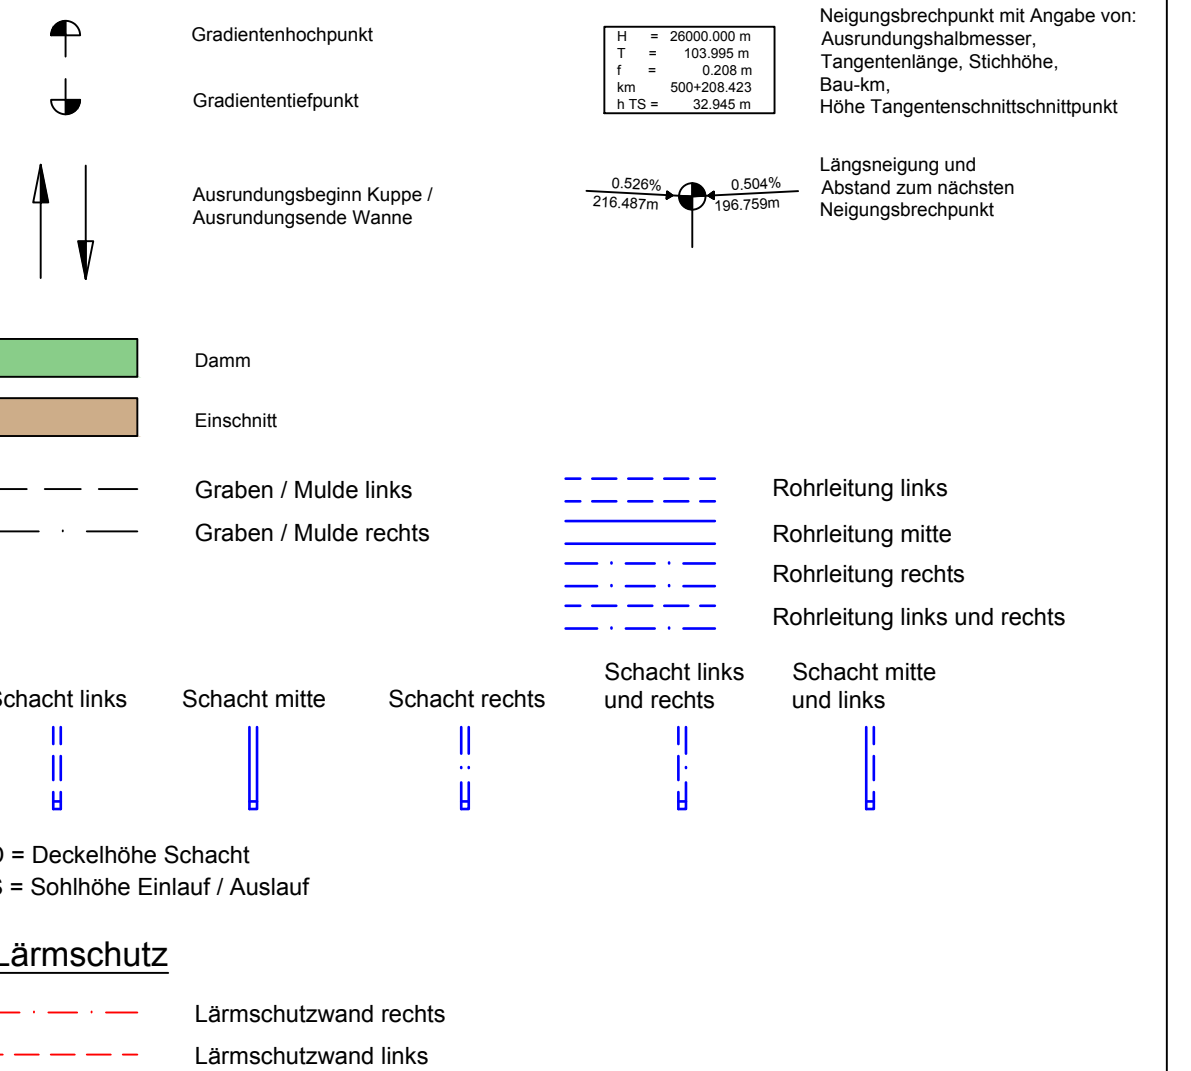 Gradientenhochpunkt
Gradiententiefpunkt
Ausrundungsbeginn Kuppe /
Ausrundungsende Wanne
H = 26000.000 m
T = 103.995 m
f = 0.208 m
km 500+208.423
h TS = 32.945 m
Neigungsbrechpunkt mit Angabe von:
Ausrundungshalbmesser,
Tangentenlänge, Stichhöhe,
Bau-km,
Höhe Tangentenschnittschnittpunkt
0.526% 0.504%
216.487m 196.759m
Längsneigung und
Abstand zum nächsten
Neigungsbrechpunkt
Damm
Einschnitt
Graben / Mulde links
Graben / Mulde rechts
Rohrleitung links
Rohrleitung mitte
Rohrleitung rechts
Rohrleitung links und rechts
Schacht links
Schacht mitte
Schacht rechts
Schacht links
und rechts
Schacht mitte
und links
D = Deckelhöhe Schacht
S = Sohlhöhe Einlauf / Auslauf
Lärmschutz
Lärmschutzwand rechts
Lärmschutzwand links